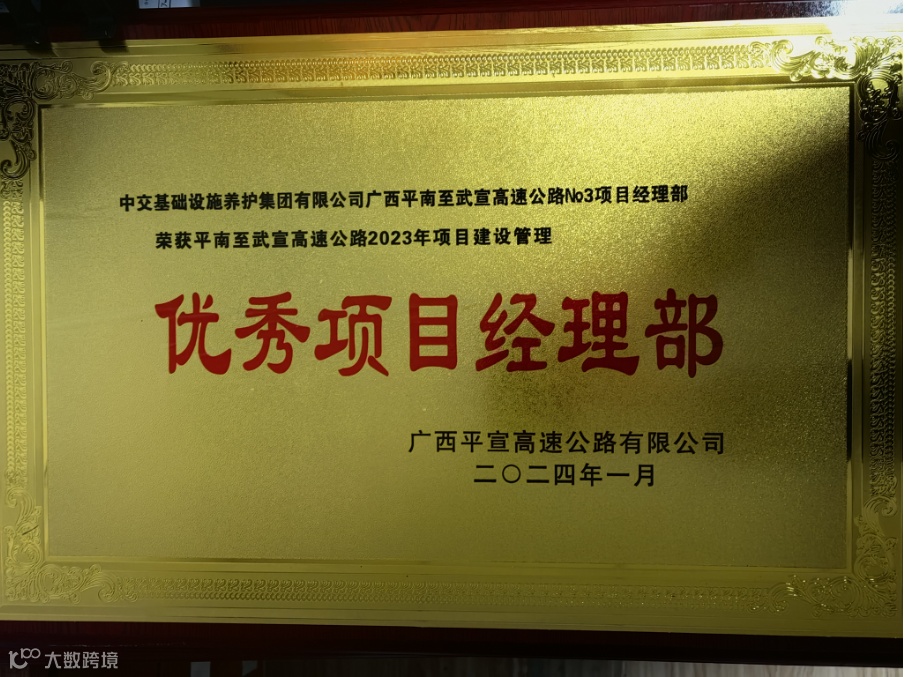 中交基础设施养护集团有限公司广西平南至武宣高速公路No3项目经理部
荣获平南至武宣高速公路2023年项目建设管理
优秀项目经理部
广西平宣高速公路有限公司
二〇二四年一月
大数跨境